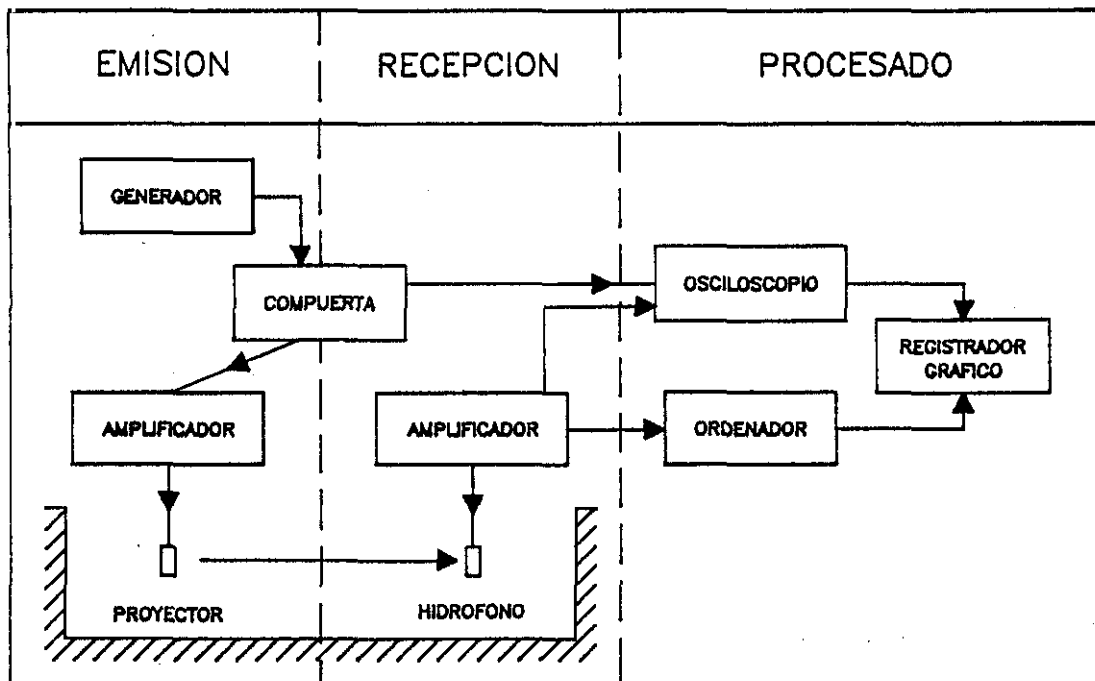 EMISION
RECEPCION
PROCESADO
GENERADOR
COMPUERTA
OSCILOSCOPIO
REGISTRADOR
GRAFICO
AMPLIFICADOR
AMPLIFICADOR
ORDENADOR
PROYECTOR
HIDROFONO